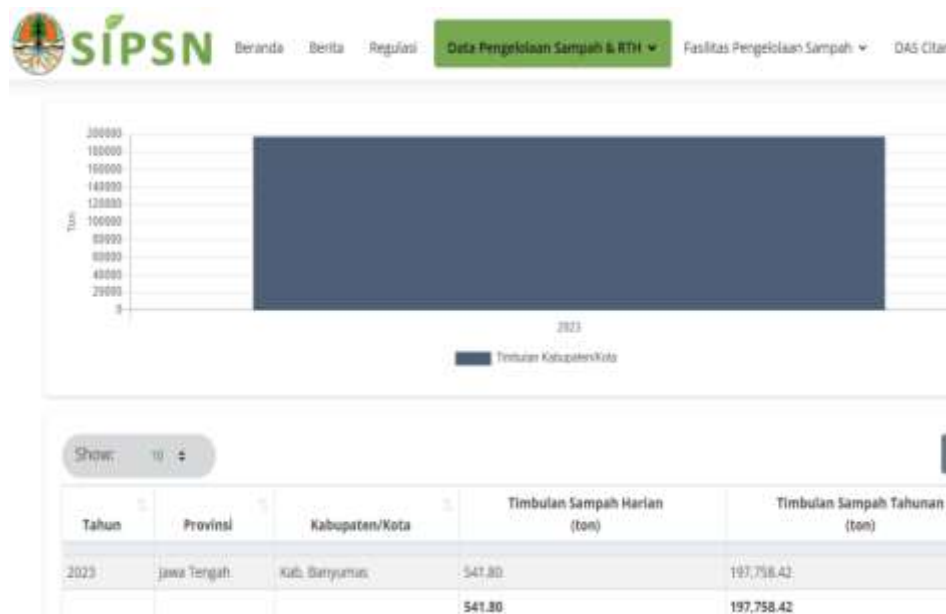 SIPSN Beranda Berita Regulasi Data Pengelolaan Sampah & RTH Fasilitas Pengelolaan Sampah DAS Citar
200000
180000
160000
140000
120000
100000
80000
60000
40000
20000
0
Ton
2023
Timbulan Kabupaten/Kota
Show: 10
Tahun Provinsi Kabupaten/Kota Timbulan Sampah Harian (ton) Timbulan Sampah Tahunan (ton)
2023 Jawa Tengah Kab. Banyumas 541.80 197,758.42
541.80 197,758.42